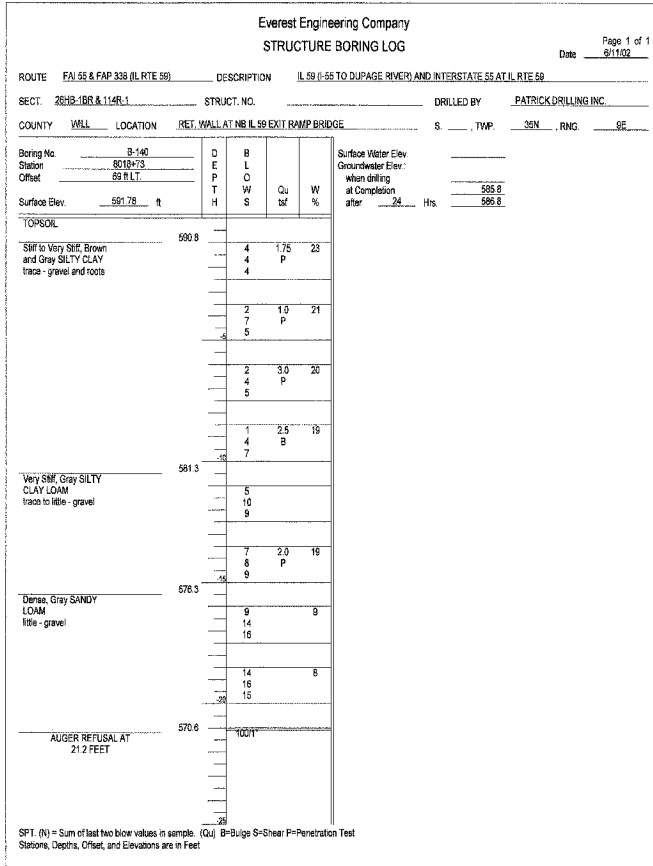 Everest Engineering Company
STRUCTURE BORING LOG
Page 1 of 1
Date 6/11/02
ROUTE FAI 55 & FAP 338 (IL RTE 59) DESCRIPTION IL 59 (I-55 TO DUPAGE RIVER) AND INTERSTATE 55 AT IL RTE 59
SECT. 26HB-1BR & 114R-1 STRUCT. NO. DRILLED BY PATRICK DRILLING INC.
COUNTY WILL LOCATION RET. WALL AT NB IL 59 EXIT RAMP BRIDGE S. , TWP. 35N , RNG. 9E
Boring No. B-140
Station 8018+73
Offset 69 ft LT.
Surface Elev. 591.78 ft
DEPTH
BLOWS
Qu tsf
W %
Surface Water Elev.
Groundwater Elev.:
when drilling
at Completion 585.8
after 24 Hrs. 586.8
TOPSOIL
590.8
Stiff to Very Stiff, Brown 4 1.75 23
and Gray SILTY CLAY 4 P
trace - gravel and roots 4
2 1.0 21
7 P
-5 5
2 3.0 20
4 P
5
1 2.5 19
4 B
-10 7
581.3
Very Stiff, Gray SILTY
CLAY LOAM 5
trace to little - gravel 10
9
7 2.0 19
8 P
-15 9
576.3
Dense, Gray SANDY
LOAM 9 9
little - gravel 14
16
14 8
16
-20 15
570.6
AUGER REFUSAL AT 100/1"
21.2 FEET
-25
SPT. (N) = Sum of last two blow values in sample. (Qu) B=Bulge S=Shear P=Penetration Test
Stations, Depths, Offset, and Elevations are in Feet